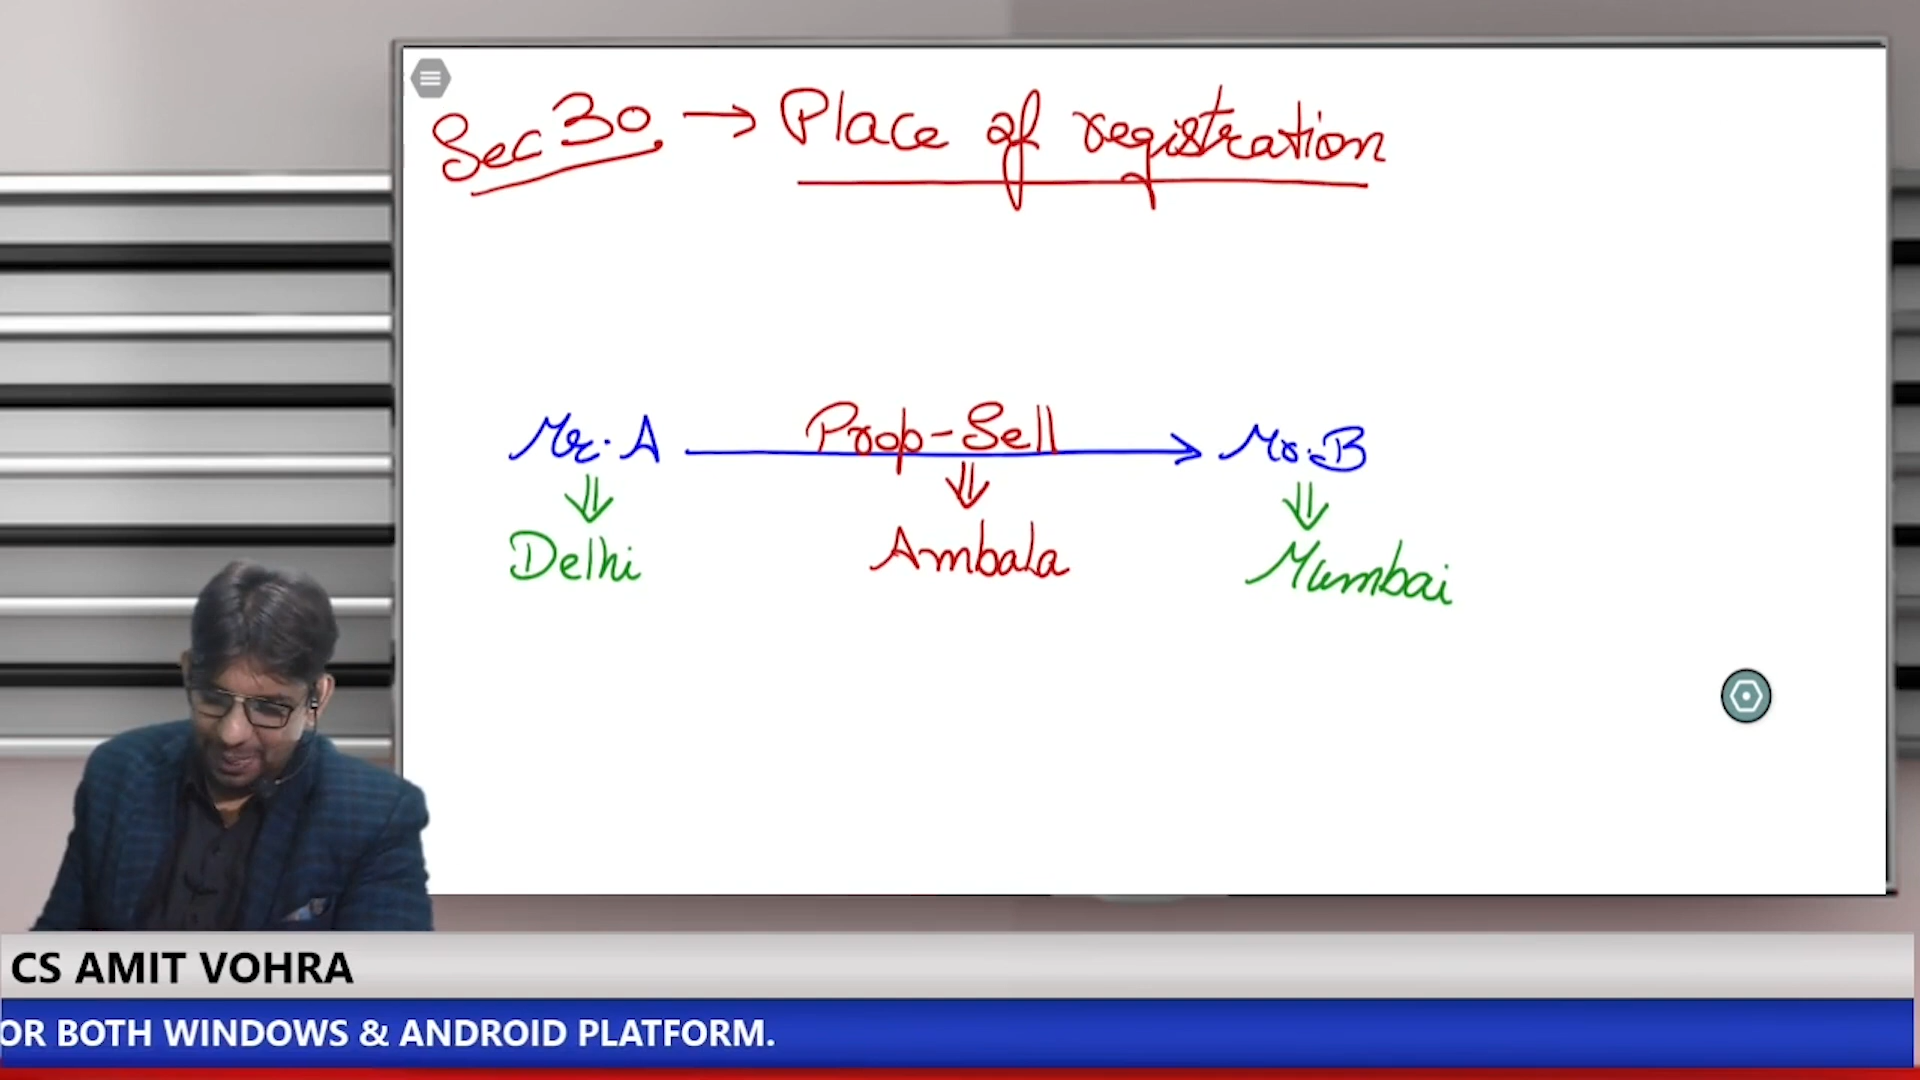 Sec 30 → Place of registration
Mr. A Prop-Sell → Mr. B
⇓ ⇓ ⇓
Delhi Ambala Mumbai
CS AMIT VOHRA
OR BOTH WINDOWS & ANDROID PLATFORM.